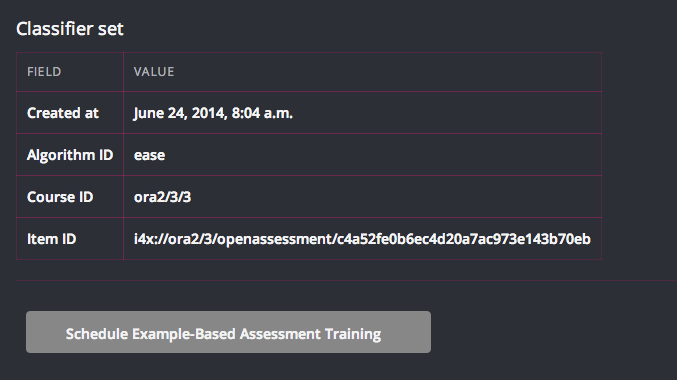 Classifier set
FIELD VALUE
Created at June 24, 2014, 8:04 a.m.
Algorithm ID ease
Course ID ora2/3/3
Item ID i4x://ora2/3/openassessment/c4a52fe0b6ec4d20a7ac973e143b70eb
Schedule Example-Based Assessment Training